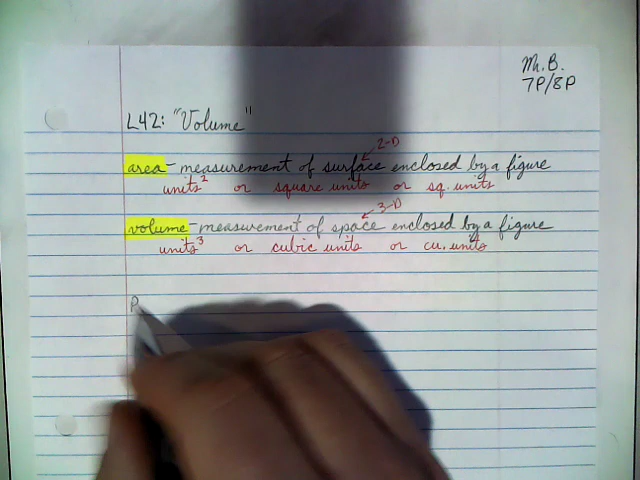 Mr. B.
7P/8P
L42: "Volume"
2-D
area - measurement of surface enclosed by a figure
units² or square units or sq. units
3-D
volume - measurement of space enclosed by a figure
units³ or cubic units or cu. units
P